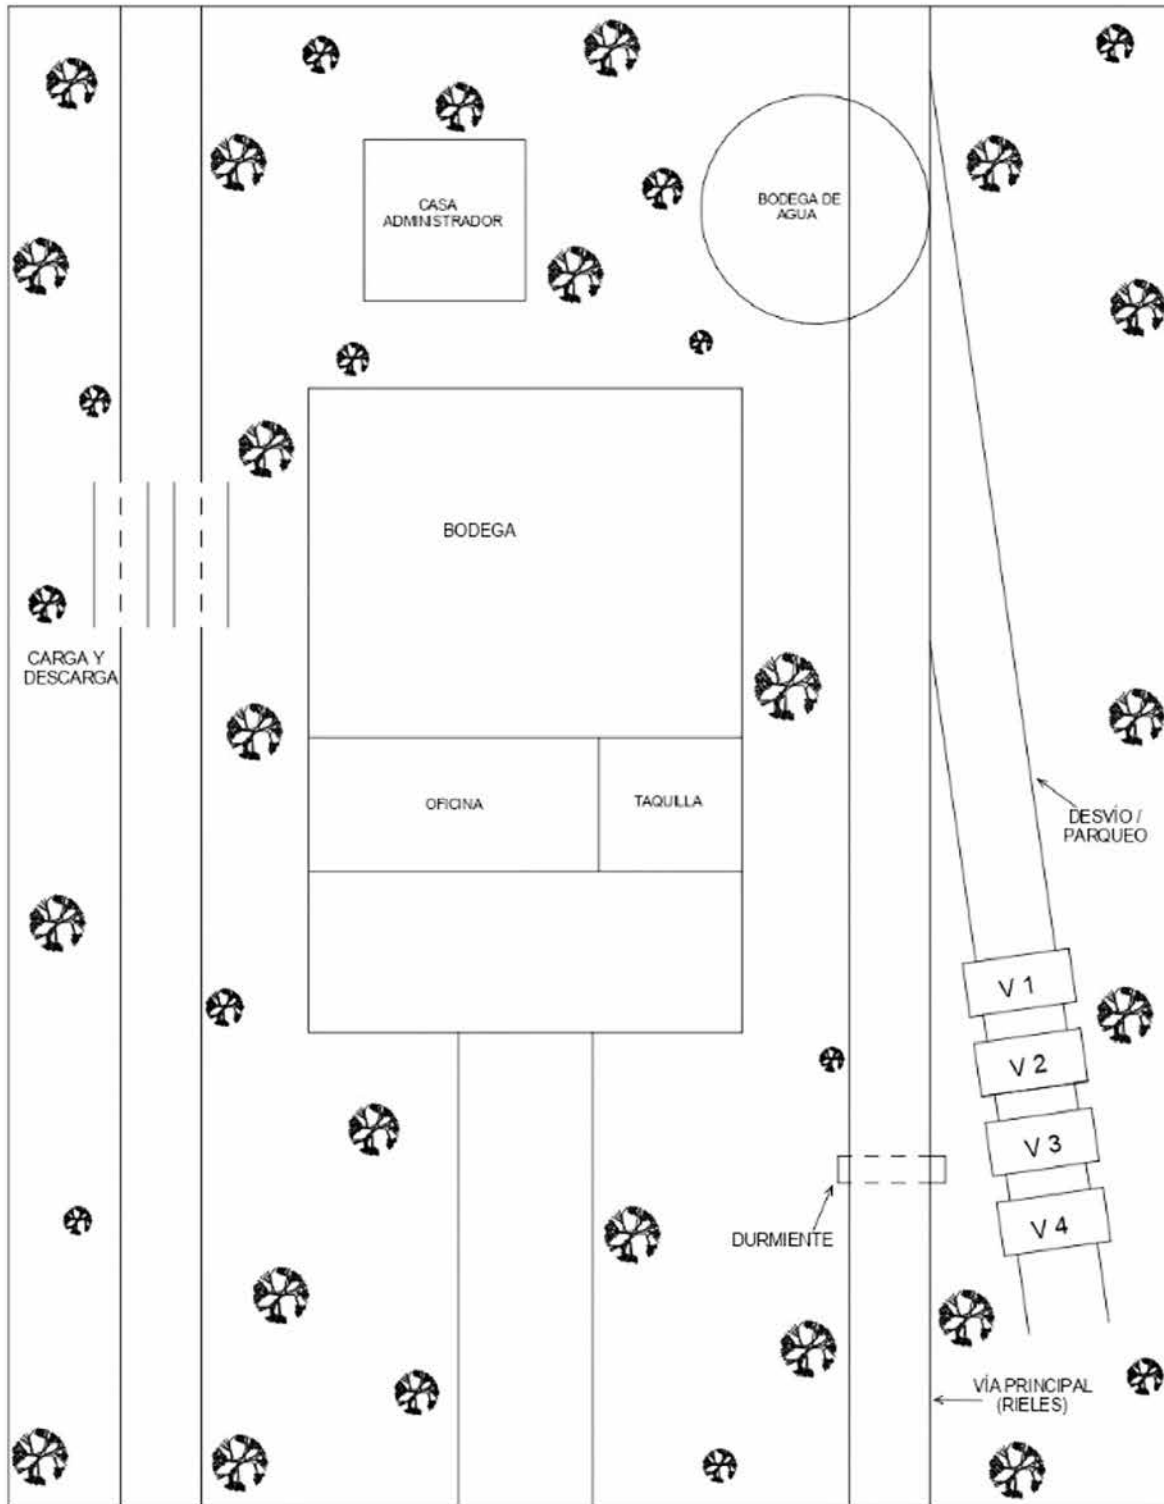 CASA
ADMINISTRADOR
BODEGA DE
AGUA
BODEGA
CARGA Y
DESCARGA
OFICINA
TAQUILLA
DESVÍO /
PARQUEO
V 1
V 2
V 3
V 4
DURMIENTE
VÍA PRINCIPAL
(RIELES)